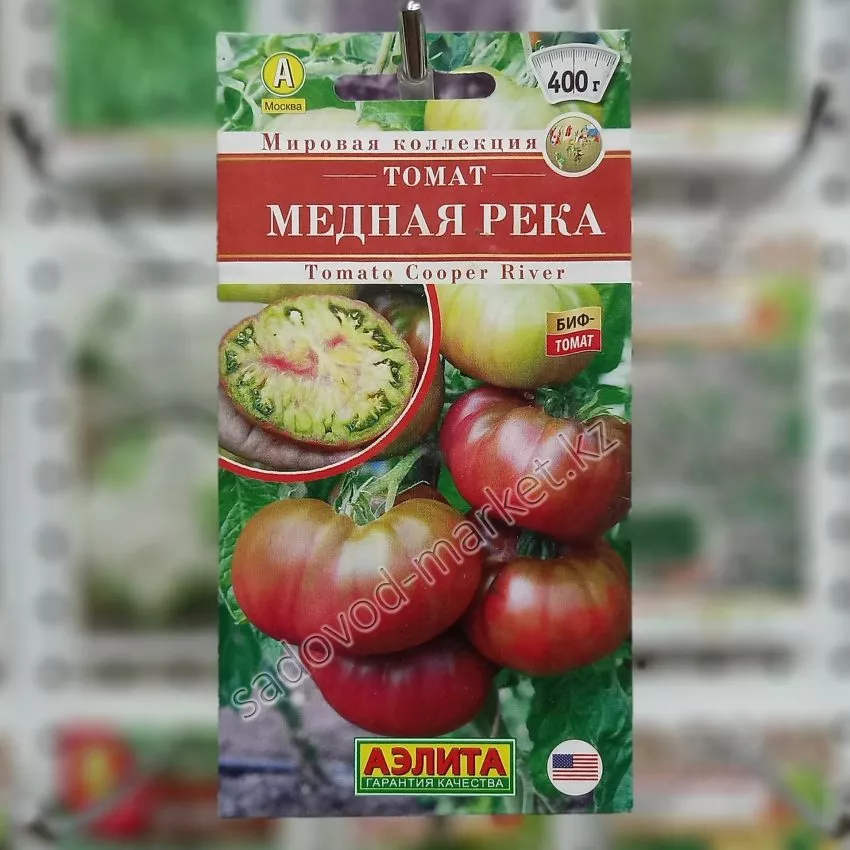 А
Москва
400 г
Мировая коллекция
ТОМАТ
МЕДНАЯ РЕКА
Tomato Cooper River
БИФ-
ТОМАТ
sadovod-market.kz
АЭЛИТА
ГАРАНТИЯ КАЧЕСТВА